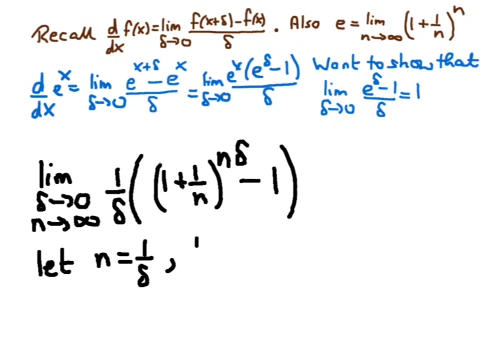 Recall d/dx f(x) = lim δ→0 f(x+δ) − f(x) / δ . Also e = lim n→∞ (1 + 1/n)^n
d/dx e^x = lim δ→0 e^(x+δ) − e^x / δ = lim δ→0 e^x (e^δ − 1) / δ Want to show that lim δ→0 e^δ − 1 / δ = 1
lim δ→0 n→∞ 1/δ ( (1 + 1/n)^(nδ) − 1 )
let n = 1/δ ,